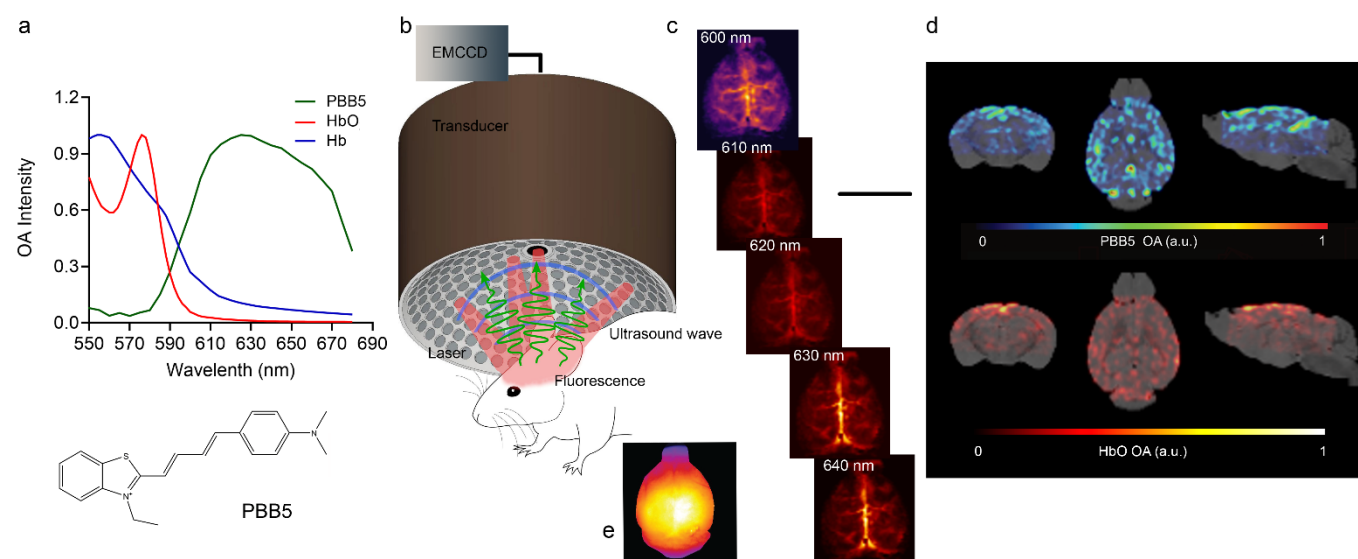 a
1.2
0.9
0.6
0.3
0.0
OA Intensity
550 570 590 610 630 650 670 690
Wavelenth (nm)
PBB5
HbO
Hb
S
N+
N
PBB5
b
EMCCD
Transducer
Laser
Ultrasound wave
Fluorescence
c
600 nm
610 nm
620 nm
630 nm
640 nm
d
0 PBB5 OA (a.u.) 1
0 HbO OA (a.u.) 1
e